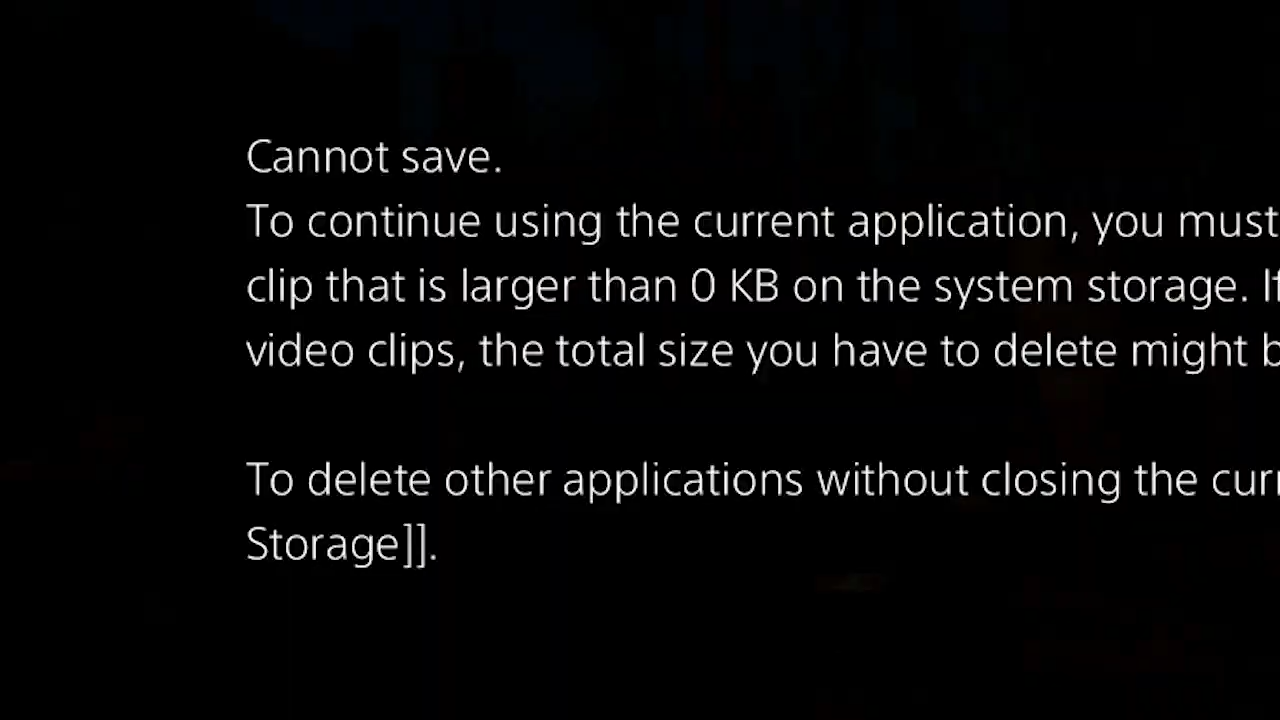 Cannot save.
To continue using the current application, you must
clip that is larger than 0 KB on the system storage. If
video clips, the total size you have to delete might b
To delete other applications without closing the curr
Storage]].